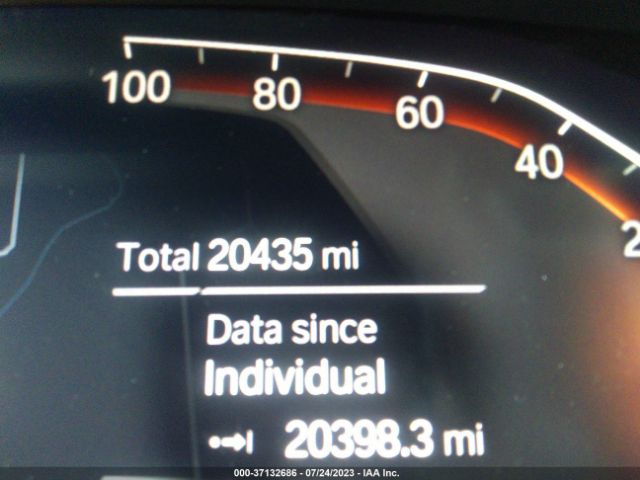 100 80 60 40
Total 20435 mi
Data since
Individual
20398.3 mi
000-37132686 - 07/24/2023 - IAA Inc.